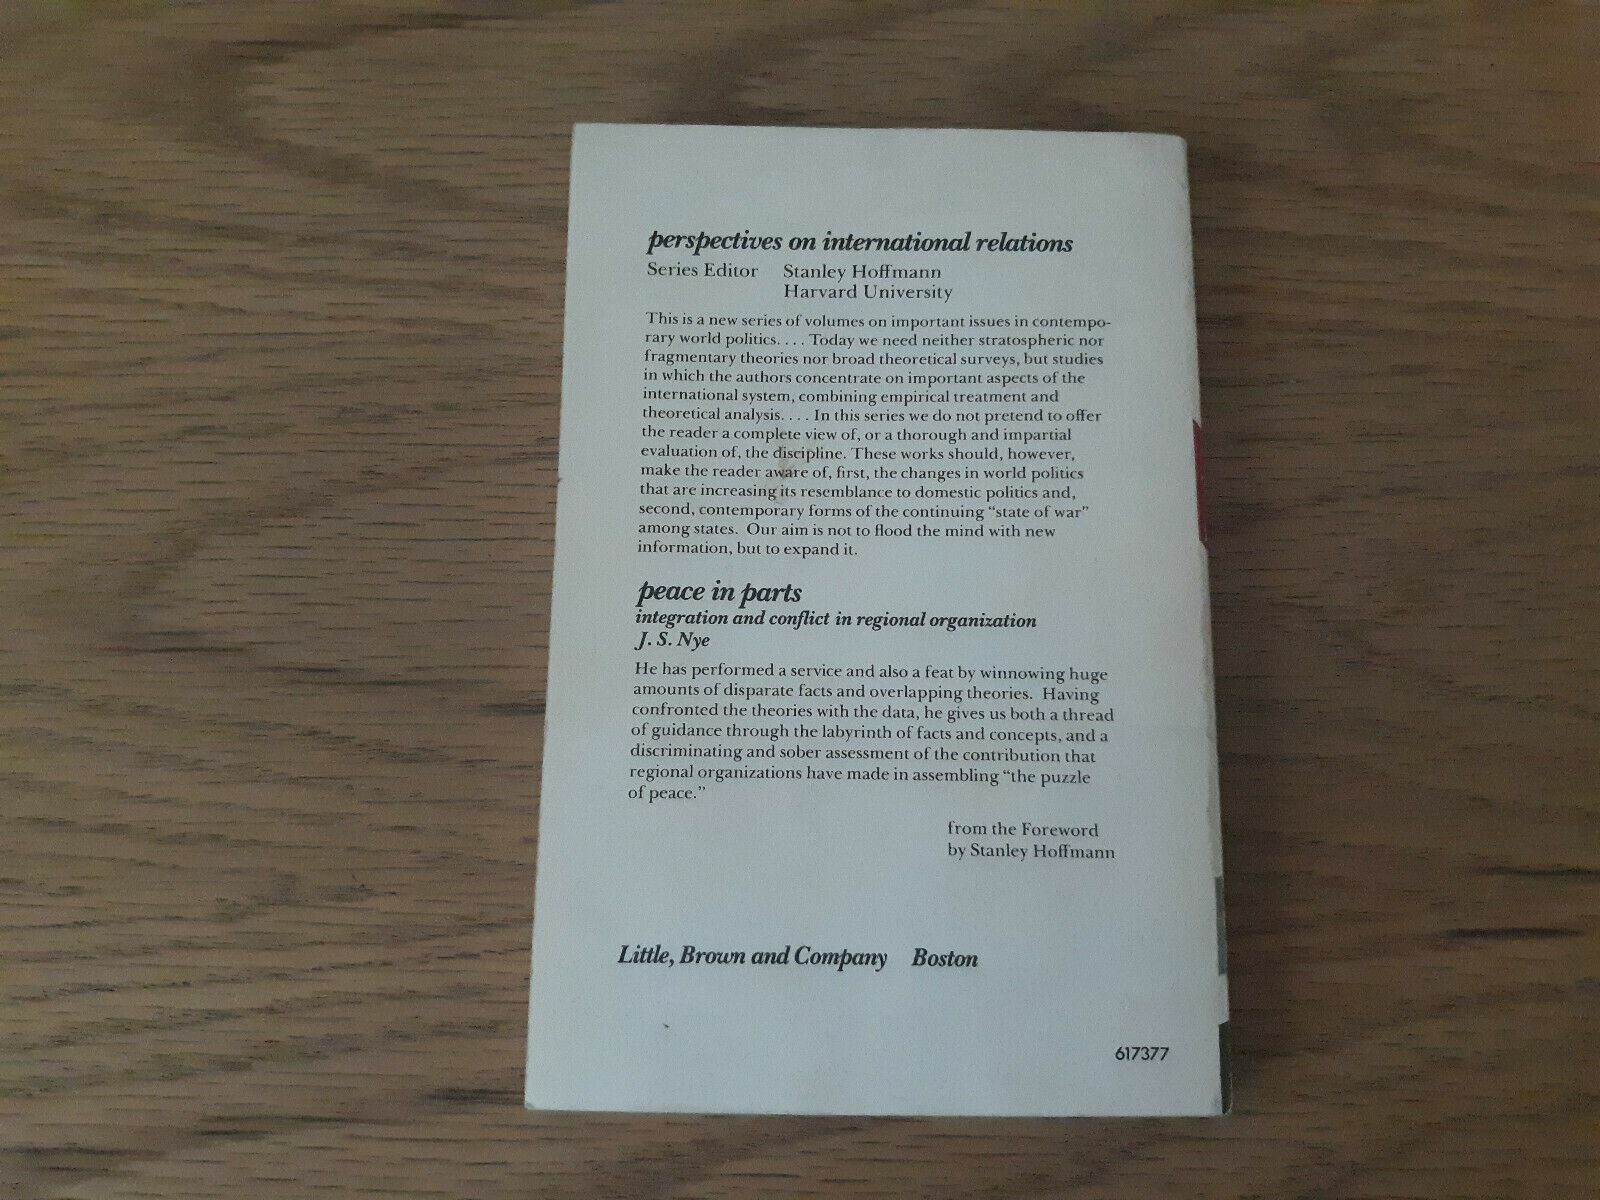 perspectives on international relations
Series Editor Stanley Hoffmann
Harvard University
This is a new series of volumes on important issues in contempo-
rary world politics. . . . Today we need neither stratospheric nor
fragmentary theories nor broad theoretical surveys, but studies
in which the authors concentrate on important aspects of the
international system, combining empirical treatment and
theoretical analysis. . . . In this series we do not pretend to offer
the reader a complete view of, or a thorough and impartial
evaluation of, the discipline. These works should, however,
make the reader aware of, first, the changes in world politics
that are increasing its resemblance to domestic politics and,
second, contemporary forms of the continuing “state of war”
among states. Our aim is not to flood the mind with new
information, but to expand it.
peace in parts
integration and conflict in regional organization
J. S. Nye
He has performed a service and also a feat by winnowing huge
amounts of disparate facts and overlapping theories. Having
confronted the theories with the data, he gives us both a thread
of guidance through the labyrinth of facts and concepts, and a
discriminating and sober assessment of the contribution that
regional organizations have made in assembling “the puzzle
of peace.”
from the Foreword
by Stanley Hoffmann
Little, Brown and Company Boston
617377